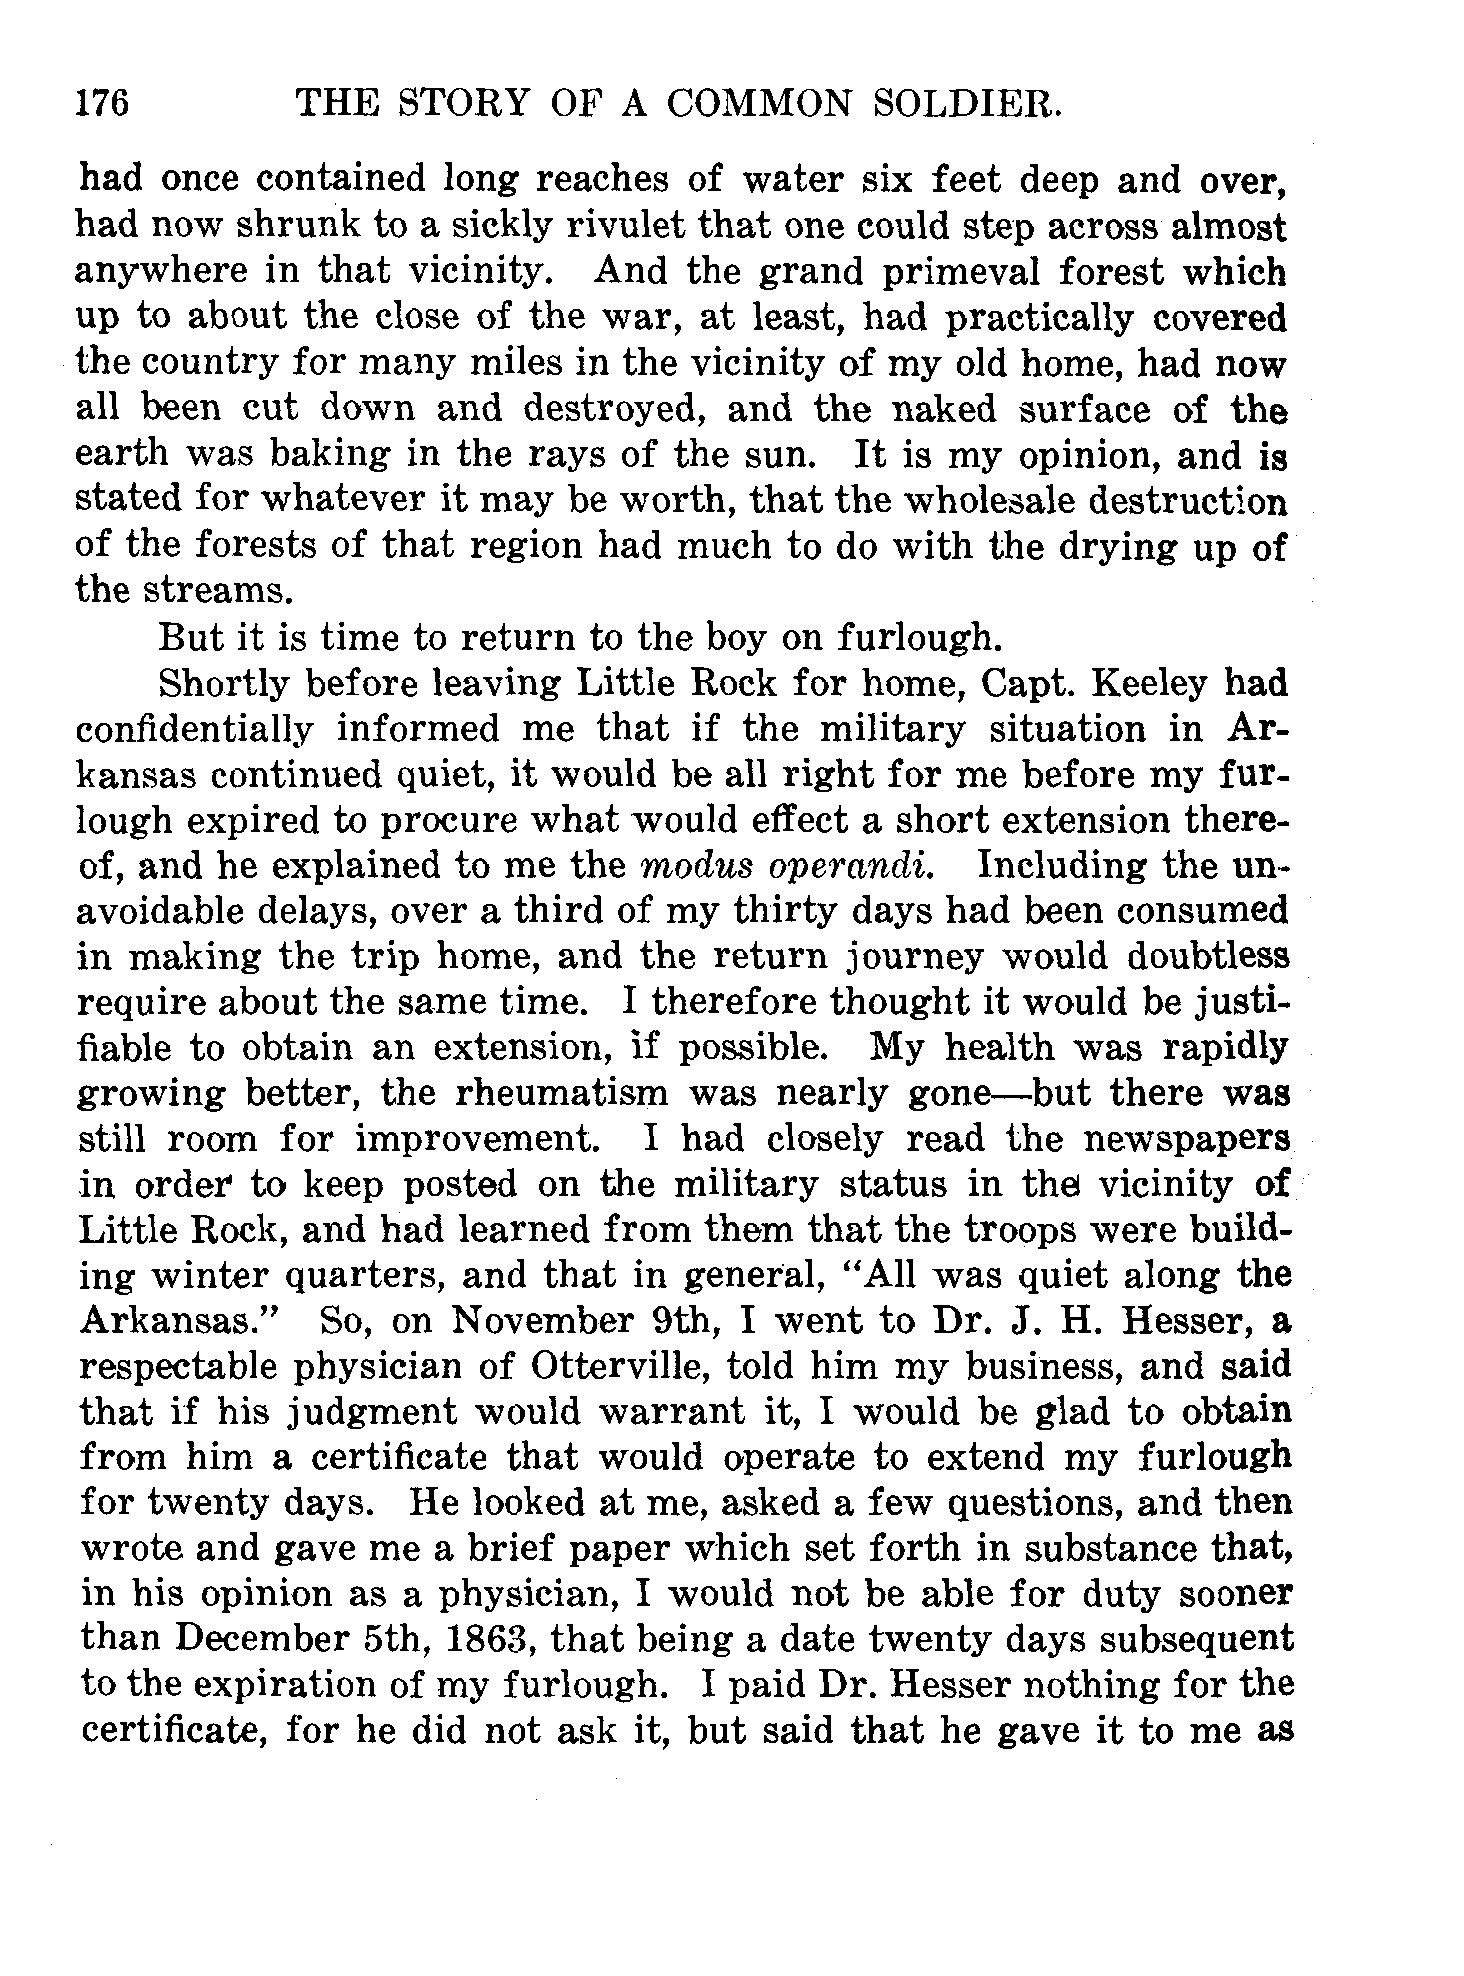 176 THE STORY OF A COMMON SOLDIER.
had once contained long reaches of water six feet deep and over,
had now shrunk to a sickly rivulet that one could step across almost
anywhere in that vicinity. And the grand primeval forest which
up to about the close of the war, at least, had practically covered
the country for many miles in the vicinity of my old home, had now
all been cut down and destroyed, and the naked surface of the
earth was baking in the rays of the sun. It is my opinion, and is
stated for whatever it may be worth, that the wholesale destruction
of the forests of that region had much to do with the drying up of
the streams.
But it is time to return to the boy on furlough.
Shortly before leaving Little Rock for home, Capt. Keeley had
confidentially informed me that if the military situation in Ar-
kansas continued quiet, it would be all right for me before my fur-
lough expired to procure what would effect a short extension there-
of, and he explained to me the modus operandi. Including the un-
avoidable delays, over a third of my thirty days had been consumed
in making the trip home, and the return journey would doubtless
require about the same time. I therefore thought it would be justi-
fiable to obtain an extension, if possible. My health was rapidly
growing better, the rheumatism was nearly gone—but there was
still room for improvement. I had closely read the newspapers
in order to keep posted on the military status in the vicinity of
Little Rock, and had learned from them that the troops were build-
ing winter quarters, and that in general, “All was quiet along the
Arkansas.” So, on November 9th, I went to Dr. J. H. Hesser, a
respectable physician of Otterville, told him my business, and said
that if his judgment would warrant it, I would be glad to obtain
from him a certificate that would operate to extend my furlough
for twenty days. He looked at me, asked a few questions, and then
wrote and gave me a brief paper which set forth in substance that,
in his opinion as a physician, I would not be able for duty sooner
than December 5th, 1863, that being a date twenty days subsequent
to the expiration of my furlough. I paid Dr. Hesser nothing for the
certificate, for he did not ask it, but said that he gave it to me as